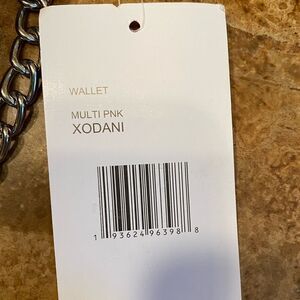 WALLET
MULTI PNK
XODANI
1 93624 96398 8